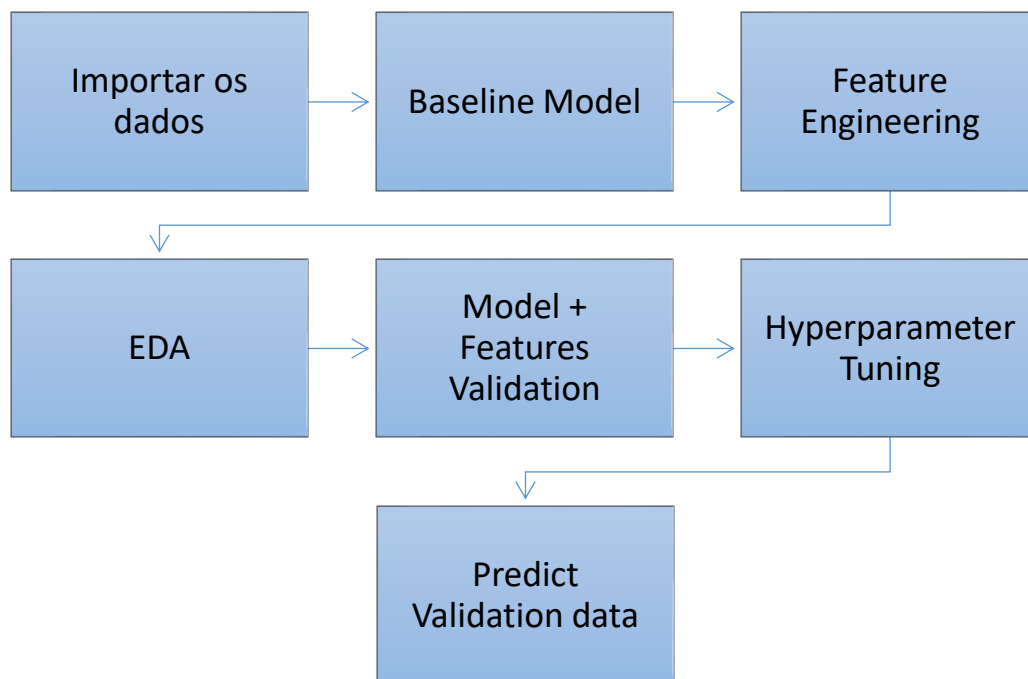 Importar os
dados
Baseline Model
Feature
Engineering
EDA
Model +
Features
Validation
Hyperparameter
Tuning
Predict
Validation data